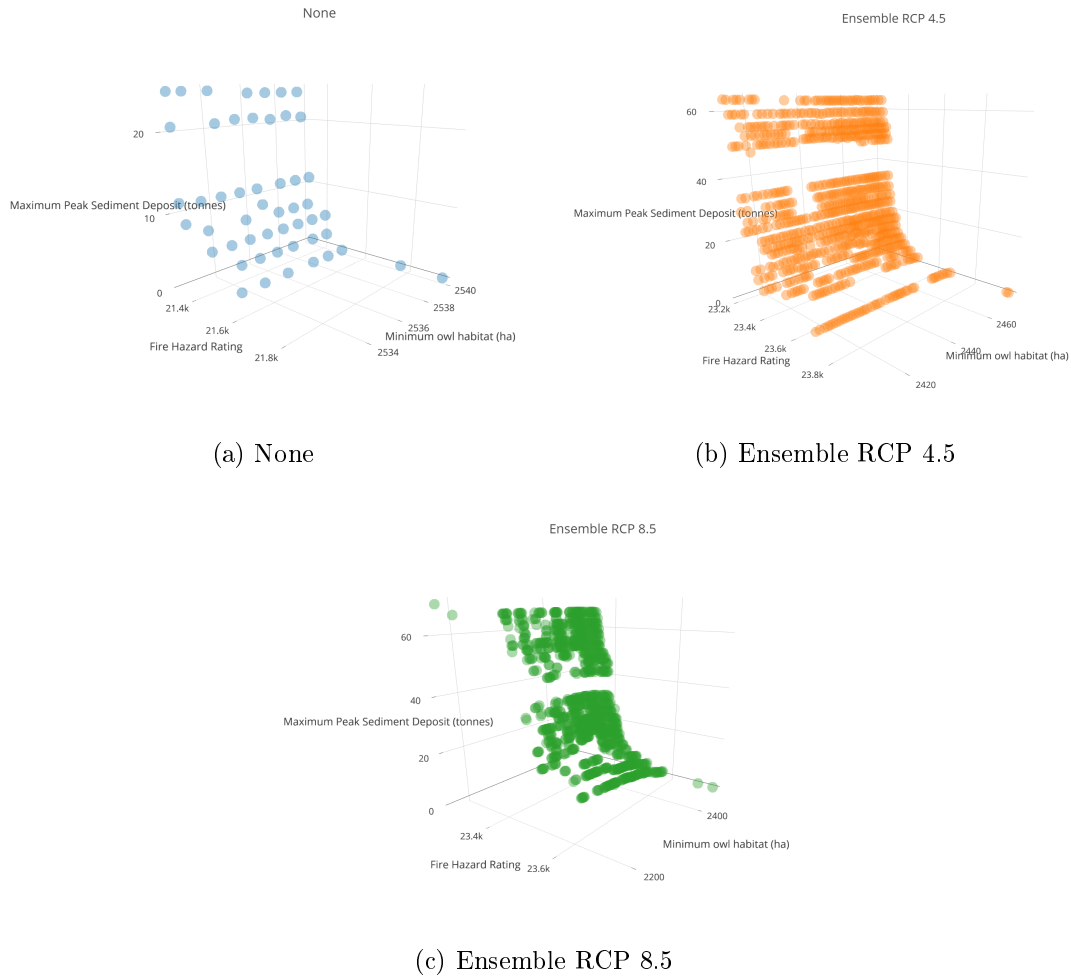 None
20
Maximum Peak Sediment Deposit (tonnes)
10
0
21.4k
21.6k
21.8k
Fire Hazard Rating
2540
2538
2536
2534
Minimum owl habitat (ha)
(a) None
Ensemble RCP 4.5
60
40
Maximum Peak Sediment Deposit (tonnes)
20
0
23.2k
23.4k
23.6k
23.8k
Fire Hazard Rating
2460
2440
2420
Minimum owl habitat (ha)
(b) Ensemble RCP 4.5
Ensemble RCP 8.5
60
40
Maximum Peak Sediment Deposit (tonnes)
20
0
23.4k
23.6k
Fire Hazard Rating
2400
2200
Minimum owl habitat (ha)
(c) Ensemble RCP 8.5